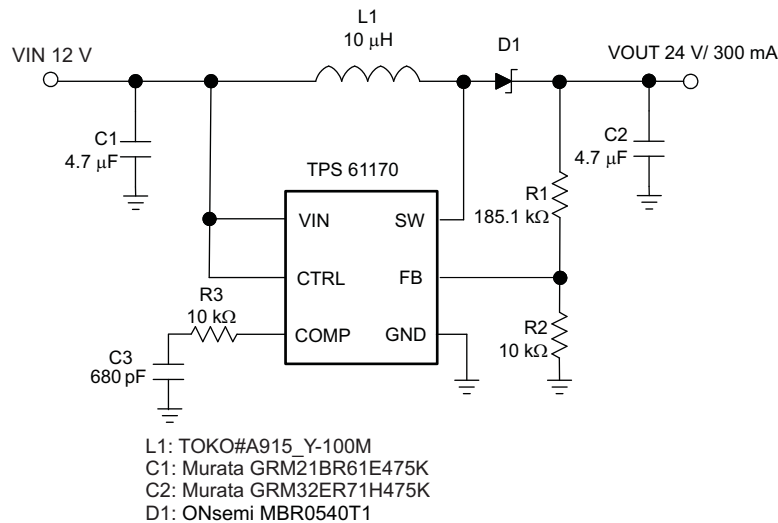 L1
10 μH
D1
VIN 12 V
VOUT 24 V/ 300 mA
C1
4.7 μF
C2
4.7 μF
TPS 61170
R1
185.1 kΩ
VIN
SW
CTRL
FB
R3
10 kΩ
COMP
GND
R2
10 kΩ
C3
680 pF
L1: TOKO#A915_Y-100M
C1: Murata GRM21BR61E475K
C2: Murata GRM32ER71H475K
D1: ONsemi MBR0540T1